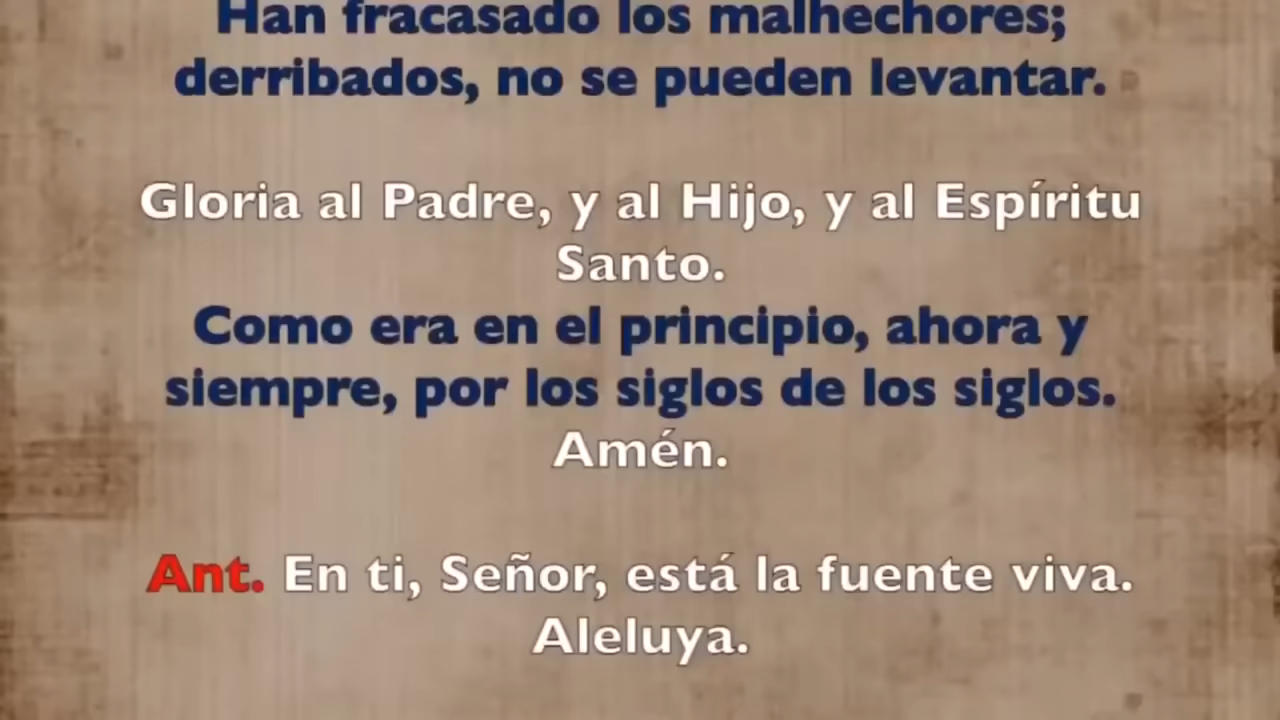 Han fracasado los malhechores;
derribados, no se pueden levantar.
Gloria al Padre, y al Hijo, y al Espíritu
Santo.
Como era en el principio, ahora y
siempre, por los siglos de los siglos.
Amén.
Ant. En ti, Señor, está la fuente viva.
Aleluya.